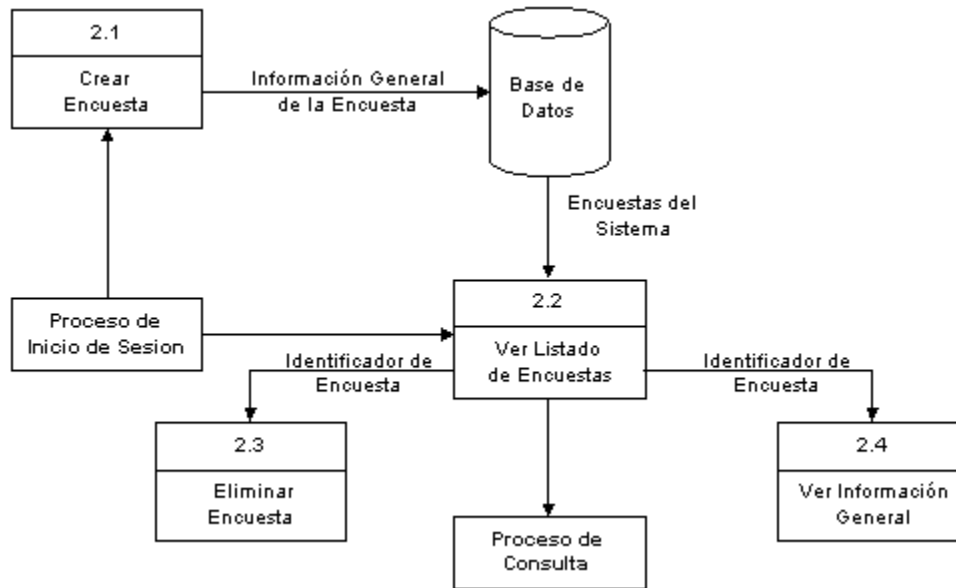 2.1
Crear
Encuesta
Información General
de la Encuesta
Base de
Datos
Encuestas del
Sistema
Proceso de
Inicio de Sesion
2.2
Ver Listado
de Encuestas
Identificador de
Encuesta
Identificador de
Encuesta
2.3
Eliminar
Encuesta
2.4
Ver Información
General
Proceso de
Consulta